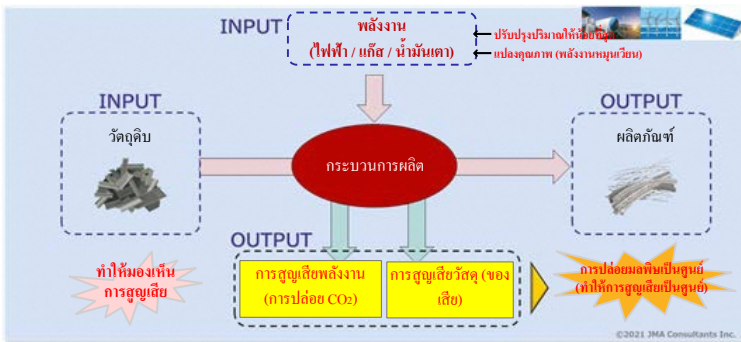 INPUT
พลังงาน
(ไฟฟ้า / แก๊ส / น้ำมันเตา)
ปรับปรุงปริมาณให้น้อยที่สุด
แปลงคุณภาพ (พลังงานหมุนเวียน)
INPUT
วัตถุดิบ
กระบวนการผลิต
OUTPUT
ผลิตภัณฑ์
OUTPUT
การสูญเสียพลังงาน
(การปล่อย CO2)
การสูญเสียวัสดุ (ของ
เสีย)
ทำให้มองเห็น
การสูญเสีย
การปล่อยมลพิษเป็นศูนย์
(ทำให้การสูญเสียเป็นศูนย์)
©2021 JMA Consultants Inc.